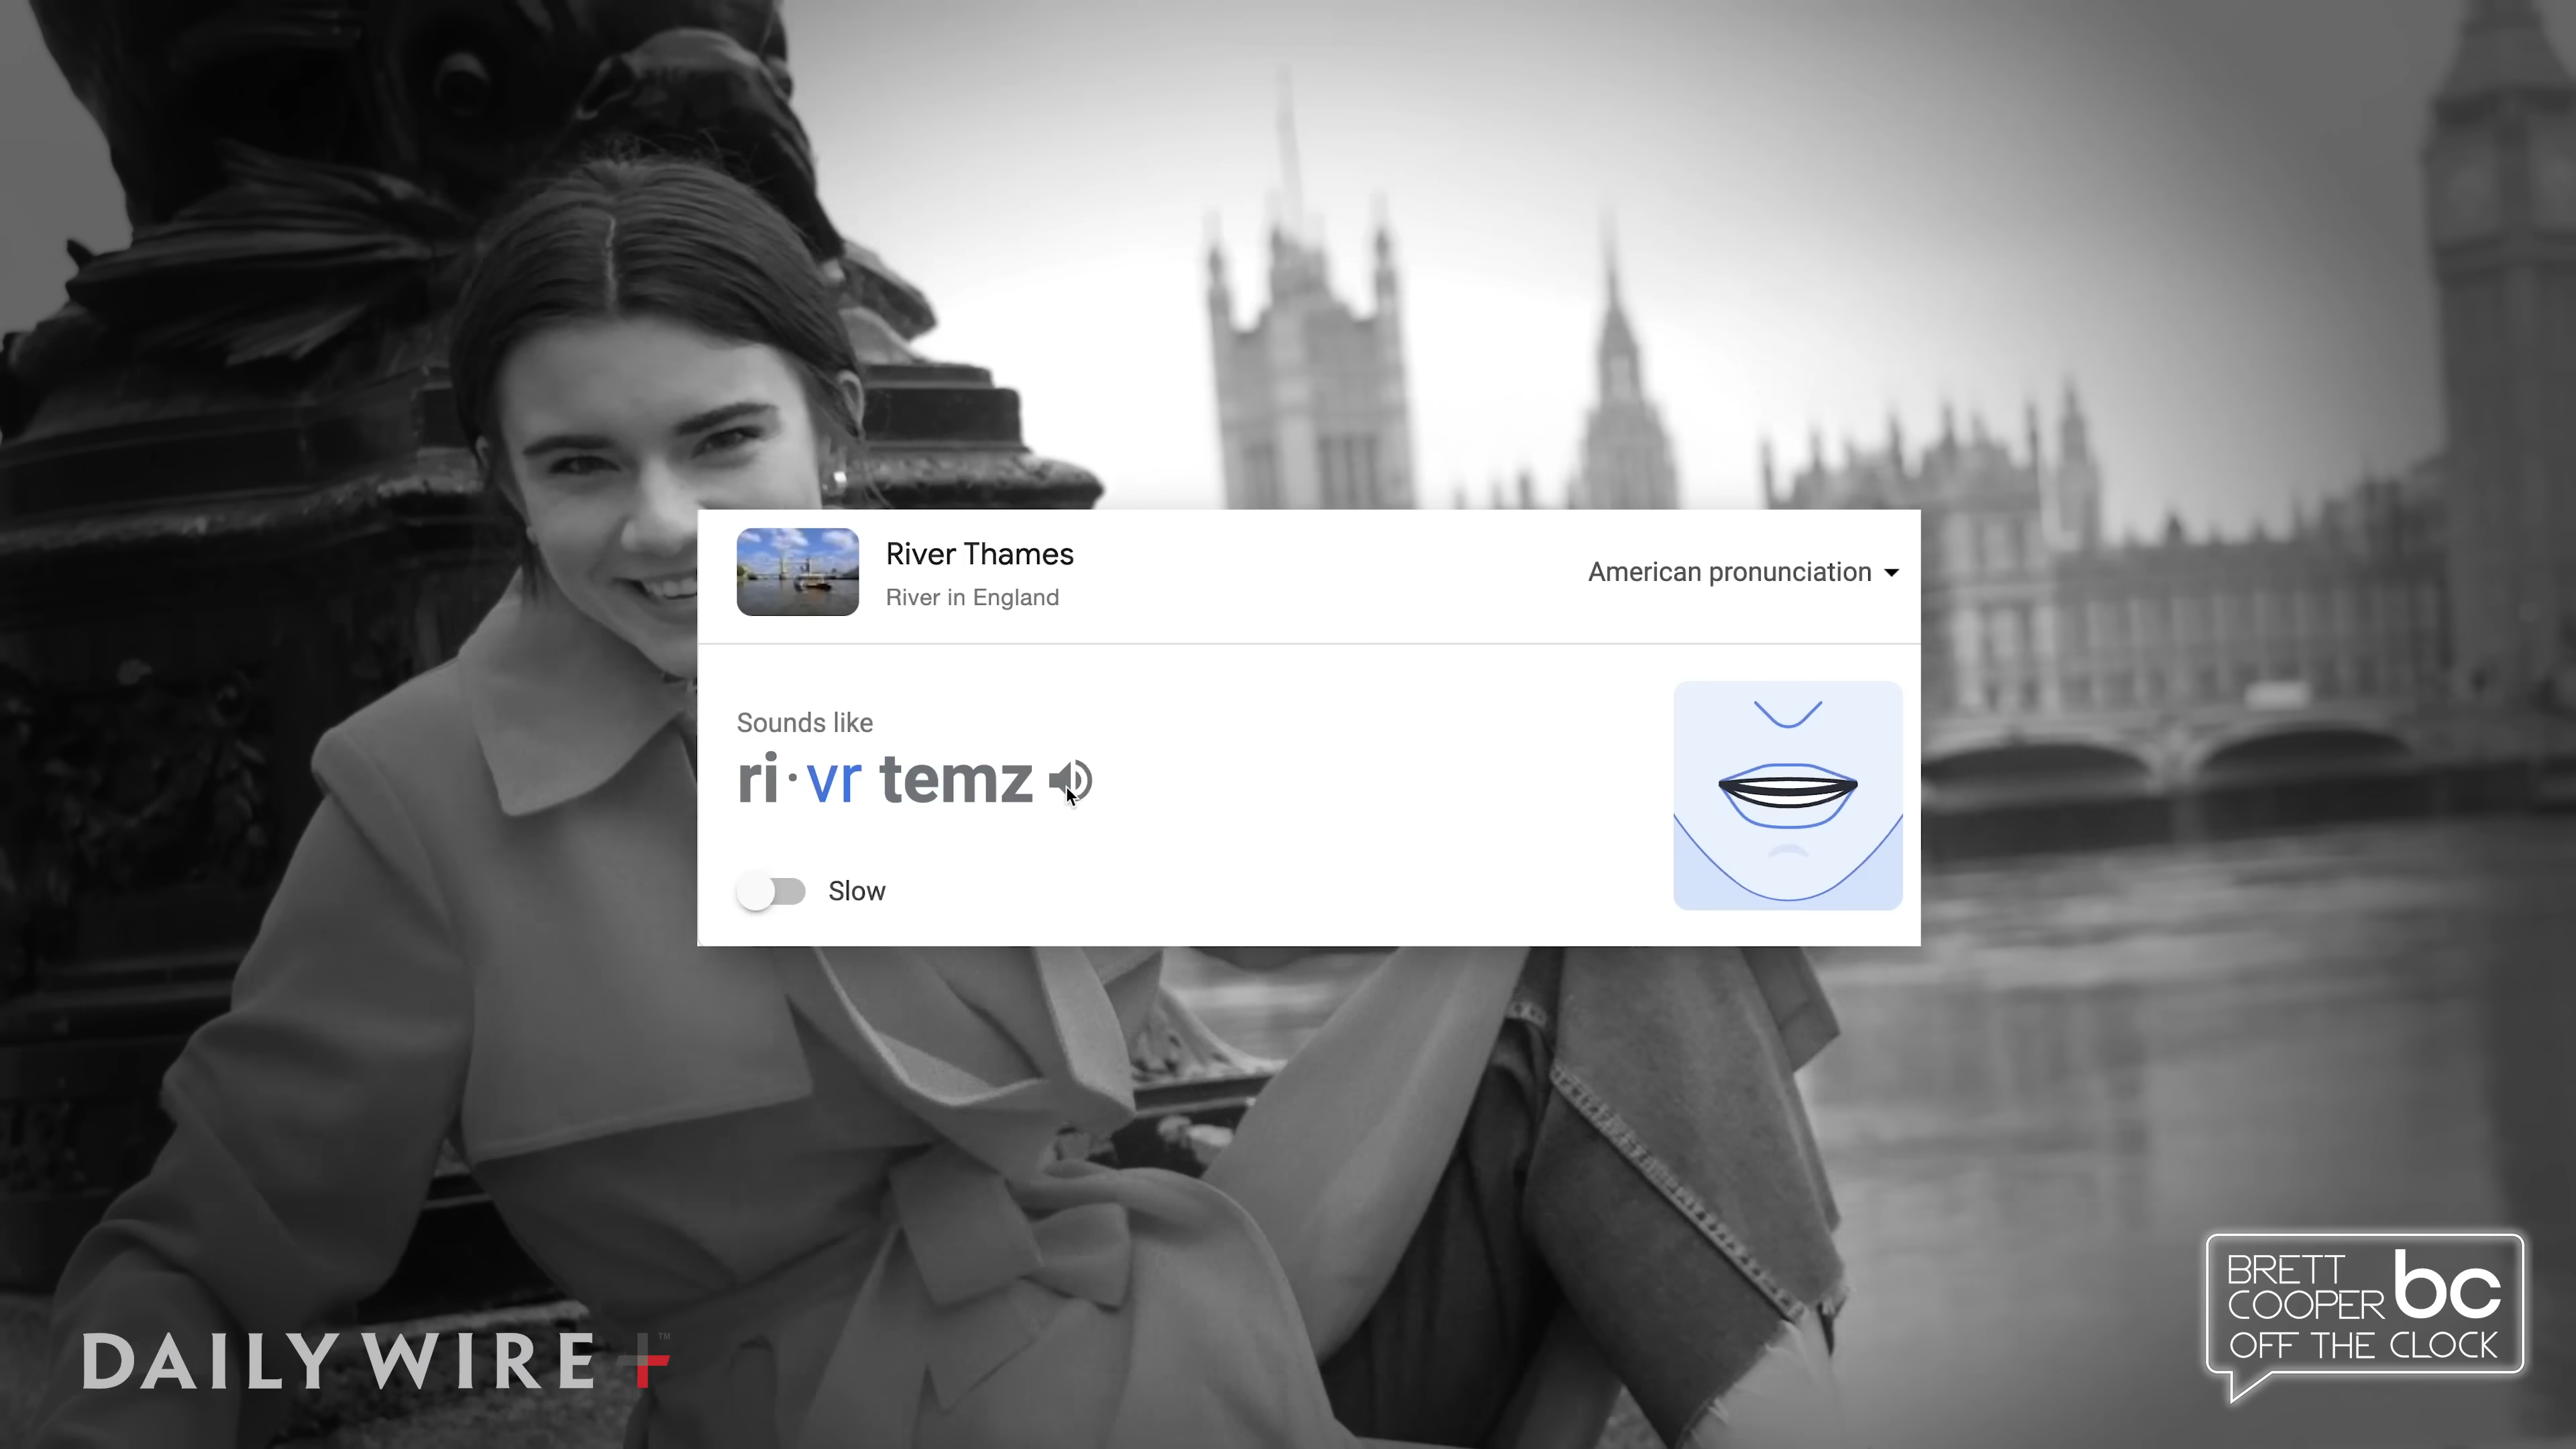 River Thames
River in England
American pronunciation
Sounds like
ri·vr temz
Slow
DAILY WIRE+™
BRETT
COOPER
bc
OFF THE CLOCK